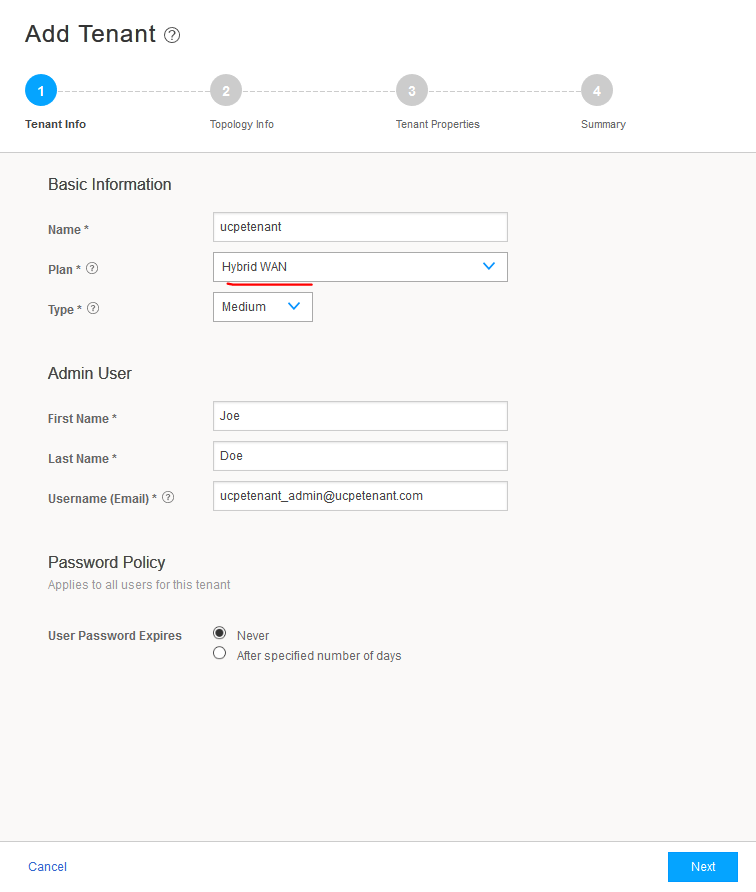 Add Tenant ?
1 2 3 4
Tenant Info Topology Info Tenant Properties Summary
Basic Information
Name * ucpetenant
Plan * ? Hybrid WAN
Type * ? Medium
Admin User
First Name * Joe
Last Name * Doe
Username (Email) * ? ucpetenant_admin@ucpetenant.com
Password Policy
Applies to all users for this tenant
User Password Expires Never
After specified number of days
Cancel Next